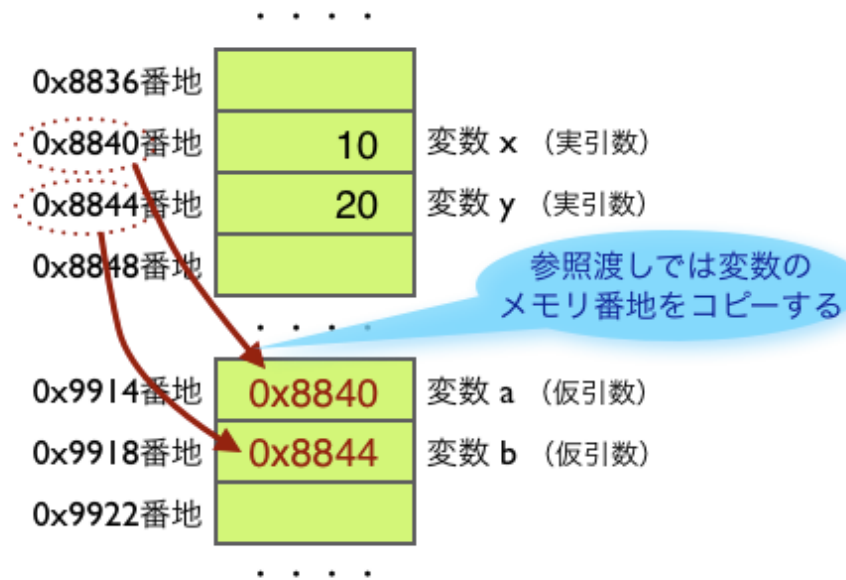 ・・・・
0x8836番地
0x8840番地 10 変数 x （実引数）
0x8844番地 20 変数 y （実引数）
0x8848番地
参照渡しでは変数の
メモリ番地をコピーする
・・・・
0x9914番地 0x8840 変数 a （仮引数）
0x9918番地 0x8844 変数 b （仮引数）
0x9922番地
・・・・